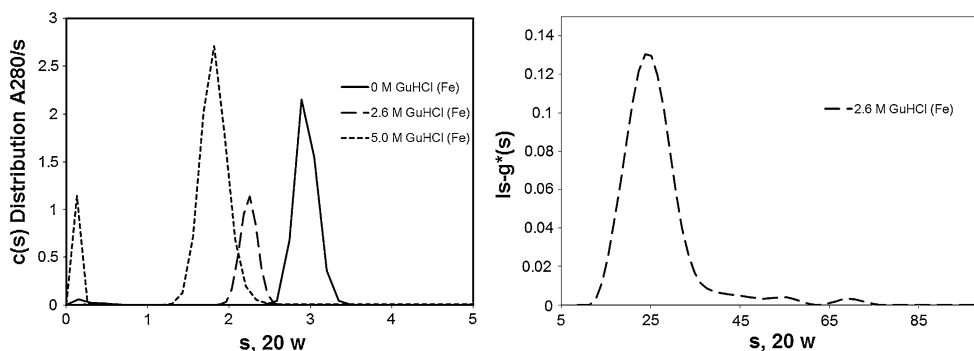 c(s) Distribution A280/s
3
2.5
2
1.5
1
0.5
0
0 M GuHCl (Fe)
2.6 M GuHCl (Fe)
5.0 M GuHCl (Fe)
0 1 2 3 4 5
s, 20 w
ls-g*(s)
0.14
0.12
0.1
0.08
0.06
0.04
0.02
0
2.6 M GuHCl (Fe)
5 25 45 65 85
s, 20 w